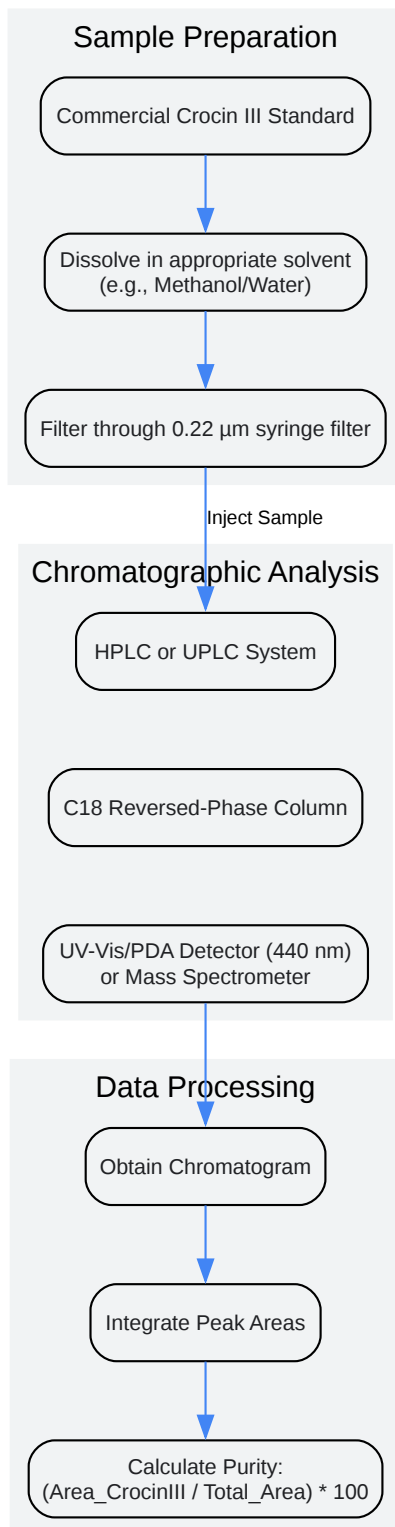 Sample Preparation
Commercial Crocin III Standard
Dissolve in appropriate solvent
(e.g., Methanol/Water)
Filter through 0.22 µm syringe filter
Inject Sample
Chromatographic Analysis
HPLC or UPLC System
C18 Reversed-Phase Column
UV-Vis/PDA Detector (440 nm)
or Mass Spectrometer
Data Processing
Obtain Chromatogram
Integrate Peak Areas
Calculate Purity:
(Area_CrocinIII / Total_Area) * 100